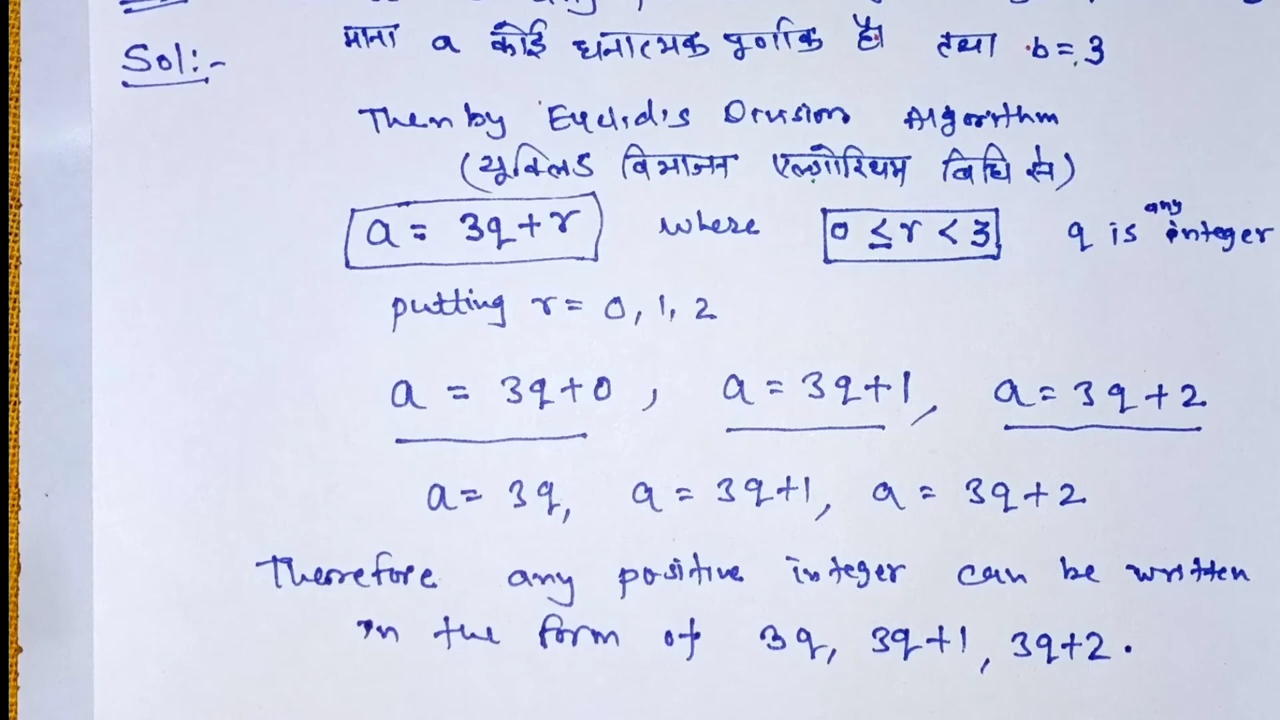 Sol:-
माना a कोई धनात्मक पूर्णांक है। तथा b = 3
Then by Euclid's Division Algorithm
(यूक्लिड विभाजन एल्गोरिथम विधि से)
a = 3q + r where 0 ≤ r < 3 q is any integer
putting r = 0, 1, 2
a = 3q+0, a = 3q+1, a = 3q+2
a = 3q, a = 3q+1, a = 3q+2
Therefore any positive integer can be written
in the form of 3q, 3q+1, 3q+2.